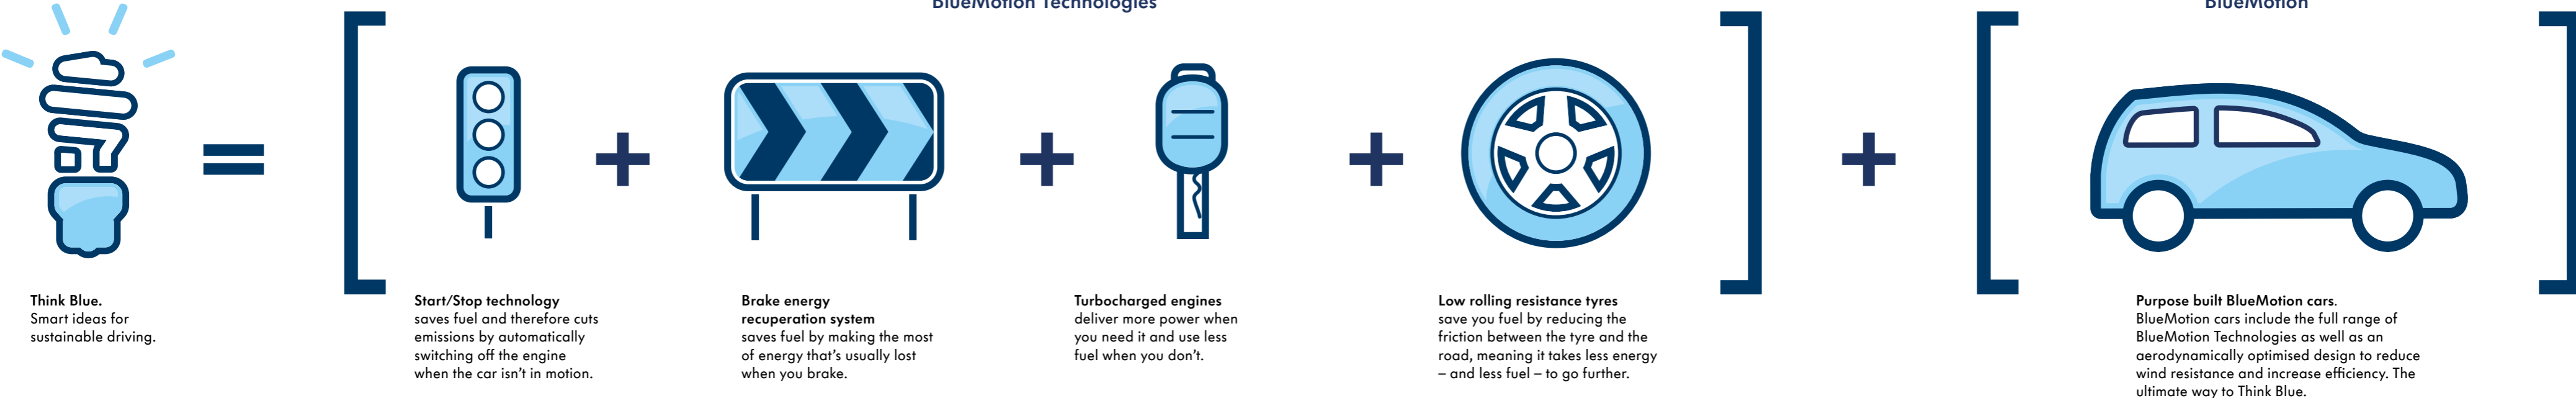 BlueMotion Technologies
BlueMotion
Think Blue.
Smart ideas for
sustainable driving.
Start/Stop technology
saves fuel and therefore cuts
emissions by automatically
switching off the engine
when the car isn't in motion.
Brake energy
recuperation system
saves fuel by making the most
of energy that's usually lost
when you brake.
Turbocharged engines
deliver more power when
you need it and use less
fuel when you don't.
Low rolling resistance tyres
save you fuel by reducing the
friction between the tyre and the
road, meaning it takes less energy
– and less fuel – to go further.
Purpose built BlueMotion cars.
BlueMotion cars include the full range of
BlueMotion Technologies as well as an
aerodynamically optimised design to reduce
wind resistance and increase efficiency. The
ultimate way to Think Blue.